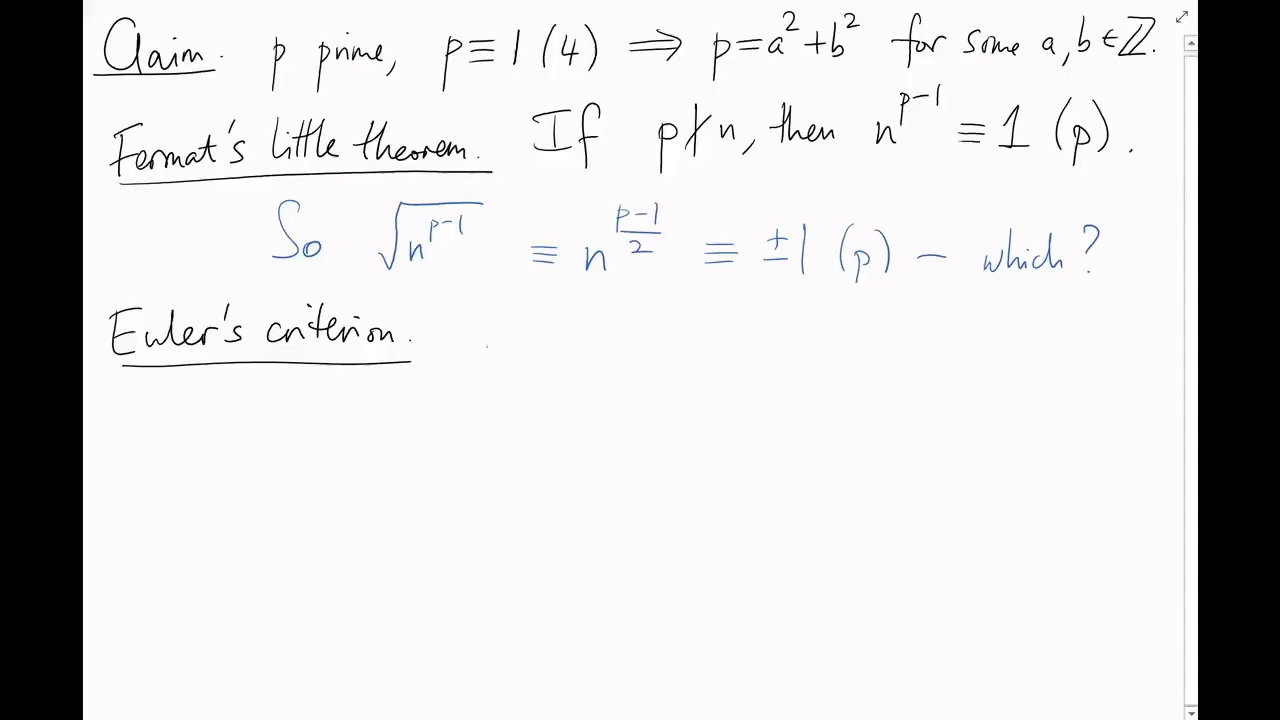 Claim. p prime, p ≡ 1 (4) ⟹ p = a² + b² for some a, b ∈ ℤ.
Fermat's little theorem. If p ∤ n, then n^{p-1} ≡ 1 (p).
So √(n^{p-1}) ≡ n^{\frac{p-1}{2}} ≡ ±1 (p) – which?
Euler's criterion.